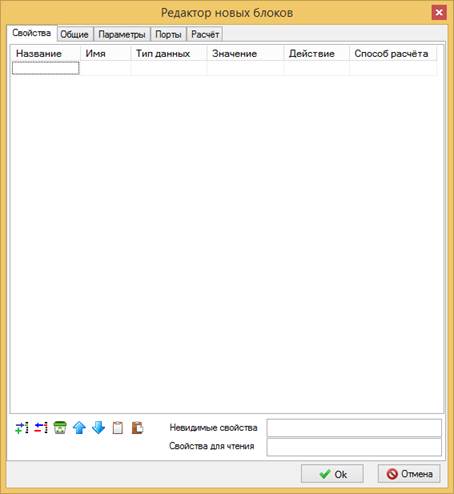 Редактор новых блоков
Свойства Общие Параметры Порты Расчёт
Название Имя Тип данных Значение Действие Способ расчёта
Невидимые свойства
Свойства для чтения
Ok Отмена